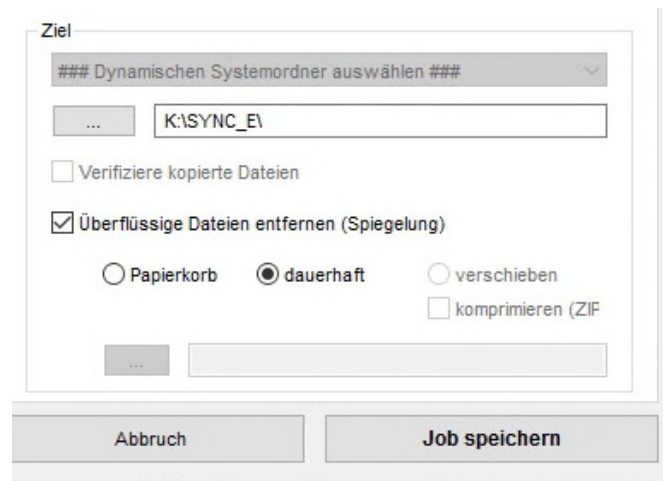 Ziel
### Dynamischen Systemordner auswählen ###
... K:\SYNC_E\
Verifiziere kopierte Dateien
Überflüssige Dateien entfernen (Spiegelung)
Papierkorb dauerhaft verschieben
komprimieren (ZIP
...
Abbruch Job speichern